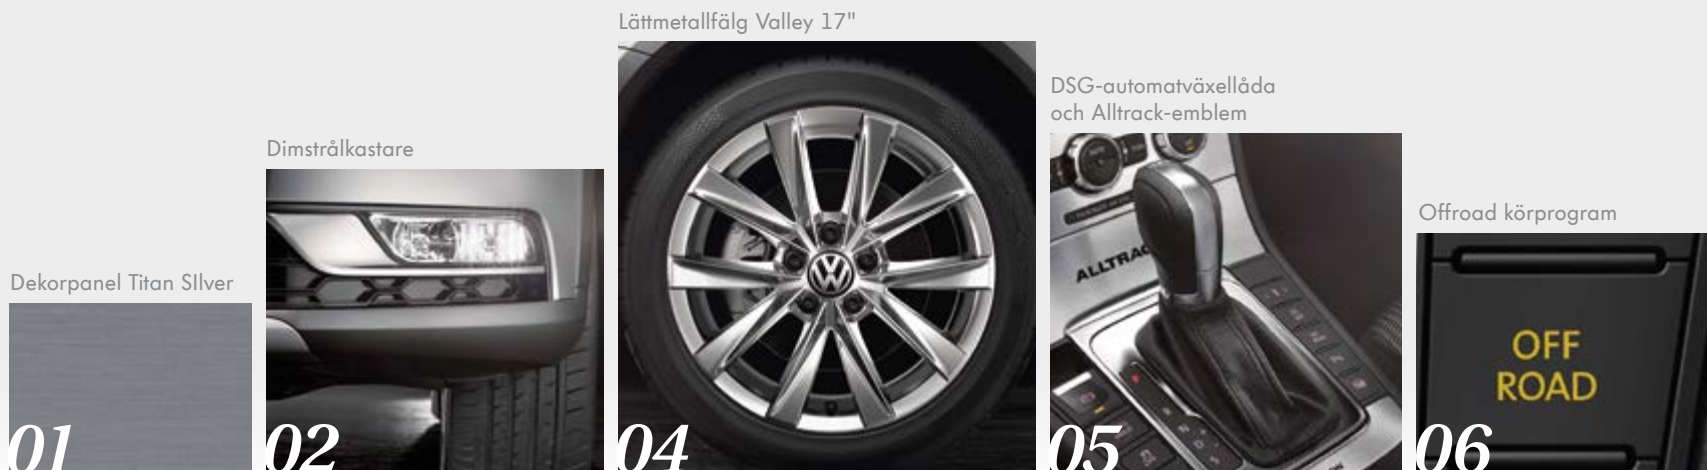 Dekorpanel Titan SIlver
01
Dimstrålkastare
02
Lättmetallfälg Valley 17"
04
DSG-automatväxellåda
och Alltrack-emblem
ALLTRAC
05
Offroad körprogram
OFF
ROAD
06